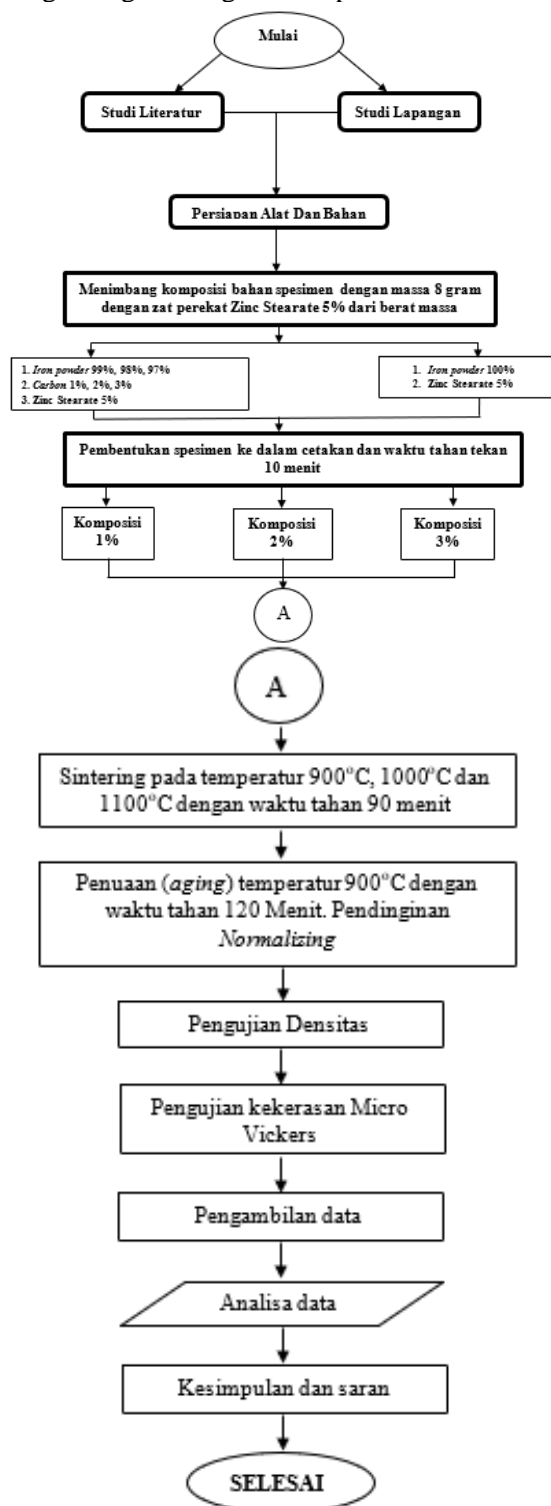 Mulai
Studi Literatur
Studi Lapangan
Persiapan Alat Dan Bahan
Menimbang komposisi bahan spesimen dengan massa 8 gram
dengan zat perekat Zinc Stearate 5% dari berat massa
1. Iron powder 99%, 98%, 97%
2. Carbon 1%, 2%, 3%
3. Zinc Stearate 5%
1. Iron powder 100%
2. Zinc Stearate 5%
Pembentukan spesimen ke dalam cetakan dan waktu tahan tekan
10 menit
Komposisi
1%
Komposisi
2%
Komposisi
3%
A
A
Sintering pada temperatur 900°C, 1000°C dan
1100°C dengan waktu tahan 90 menit
Penuaan (aging) temperatur 900°C dengan
waktu tahan 120 Menit. Pendinginan
Normalizing
Pengujian Densitas
Pengujian kekerasan Micro
Vickers
Pengambilan data
Analisa data
Kesimpulan dan saran
SELESAI